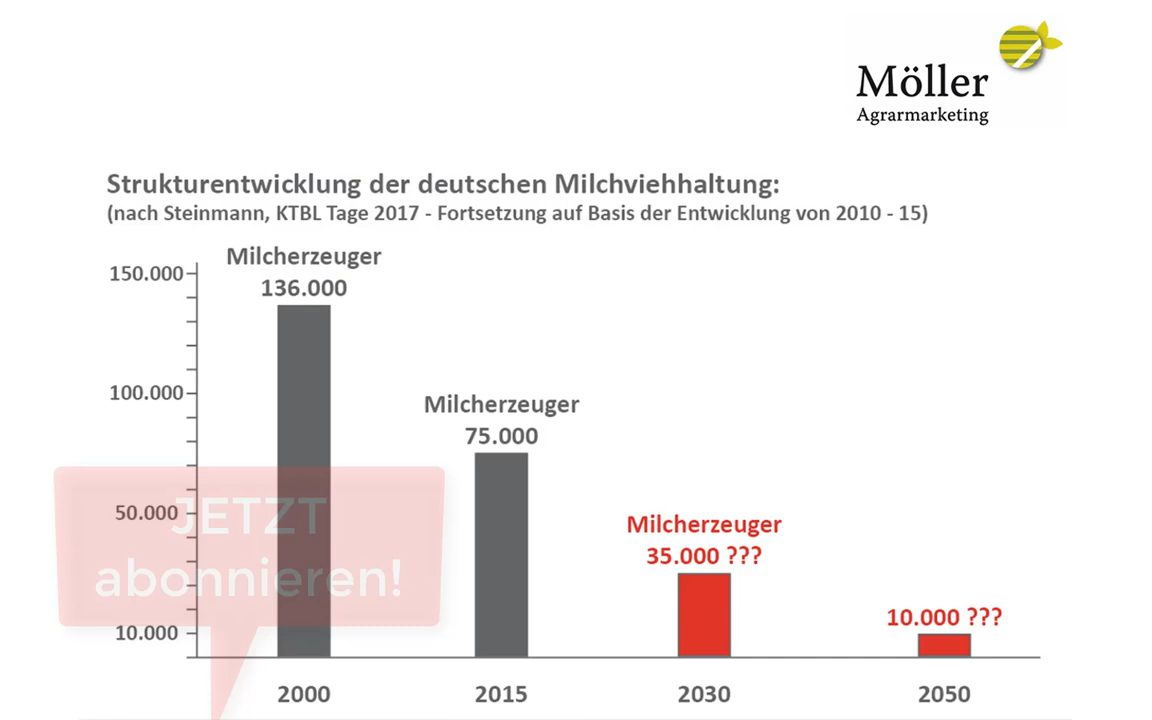 Möller
Agrarmarketing
Strukturentwicklung der deutschen Milchviehhaltung:
(nach Steinmann, KTBL Tage 2017 - Fortsetzung auf Basis der Entwicklung von 2010 - 15)
Milcherzeuger
136.000
150.000
100.000
Milcherzeuger
75.000
JETZT
abonnieren!
50.000
Milcherzeuger
35.000 ???
10.000 ???
10.000
2000 2015 2030 2050